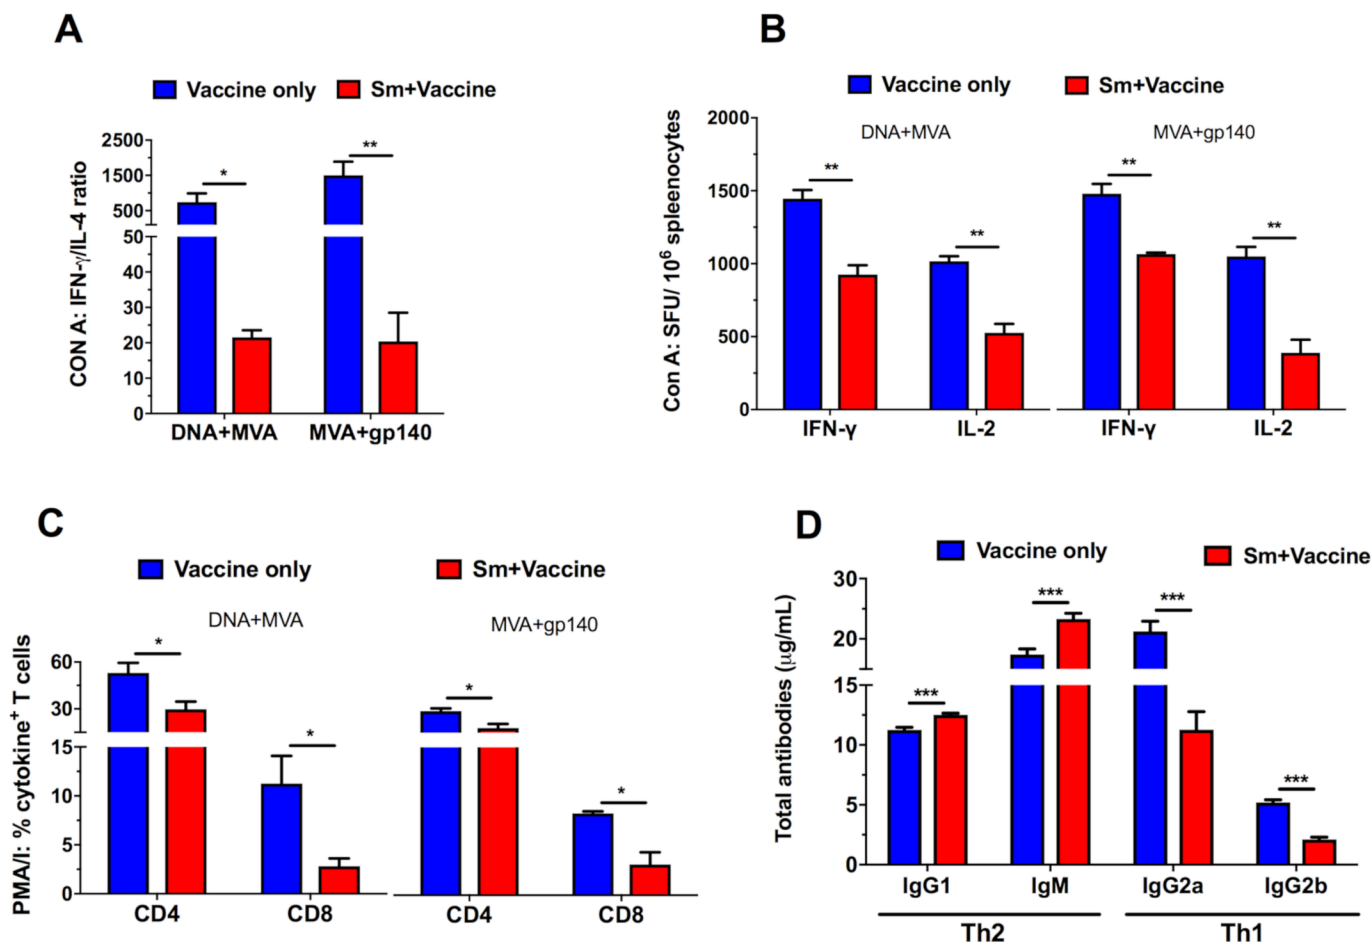 A
Vaccine only
Sm+Vaccine
CON A: IFN-γ/IL-4 ratio
2500
1500
500
50
40
30
20
10
0
*
**
DNA+MVA
MVA+gp140
B
Vaccine only
Sm+Vaccine
Con A: SFU/ 10⁶ spleenocytes
2000
1500
1000
500
0
DNA+MVA
MVA+gp140
**
**
**
**
IFN-γ
IL-2
IFN-γ
IL-2
C
Vaccine only
Sm+Vaccine
DNA+MVA
MVA+gp140
PMA/I: % cytokine⁺ T cells
60
30
15
10
5
0
*
*
*
*
CD4
CD8
CD4
CD8
D
Vaccine only
Sm+Vaccine
Total antibodies (μg/mL)
30
20
15
10
5
0
***
***
***
***
IgG1
IgM
IgG2a
IgG2b
Th2
Th1